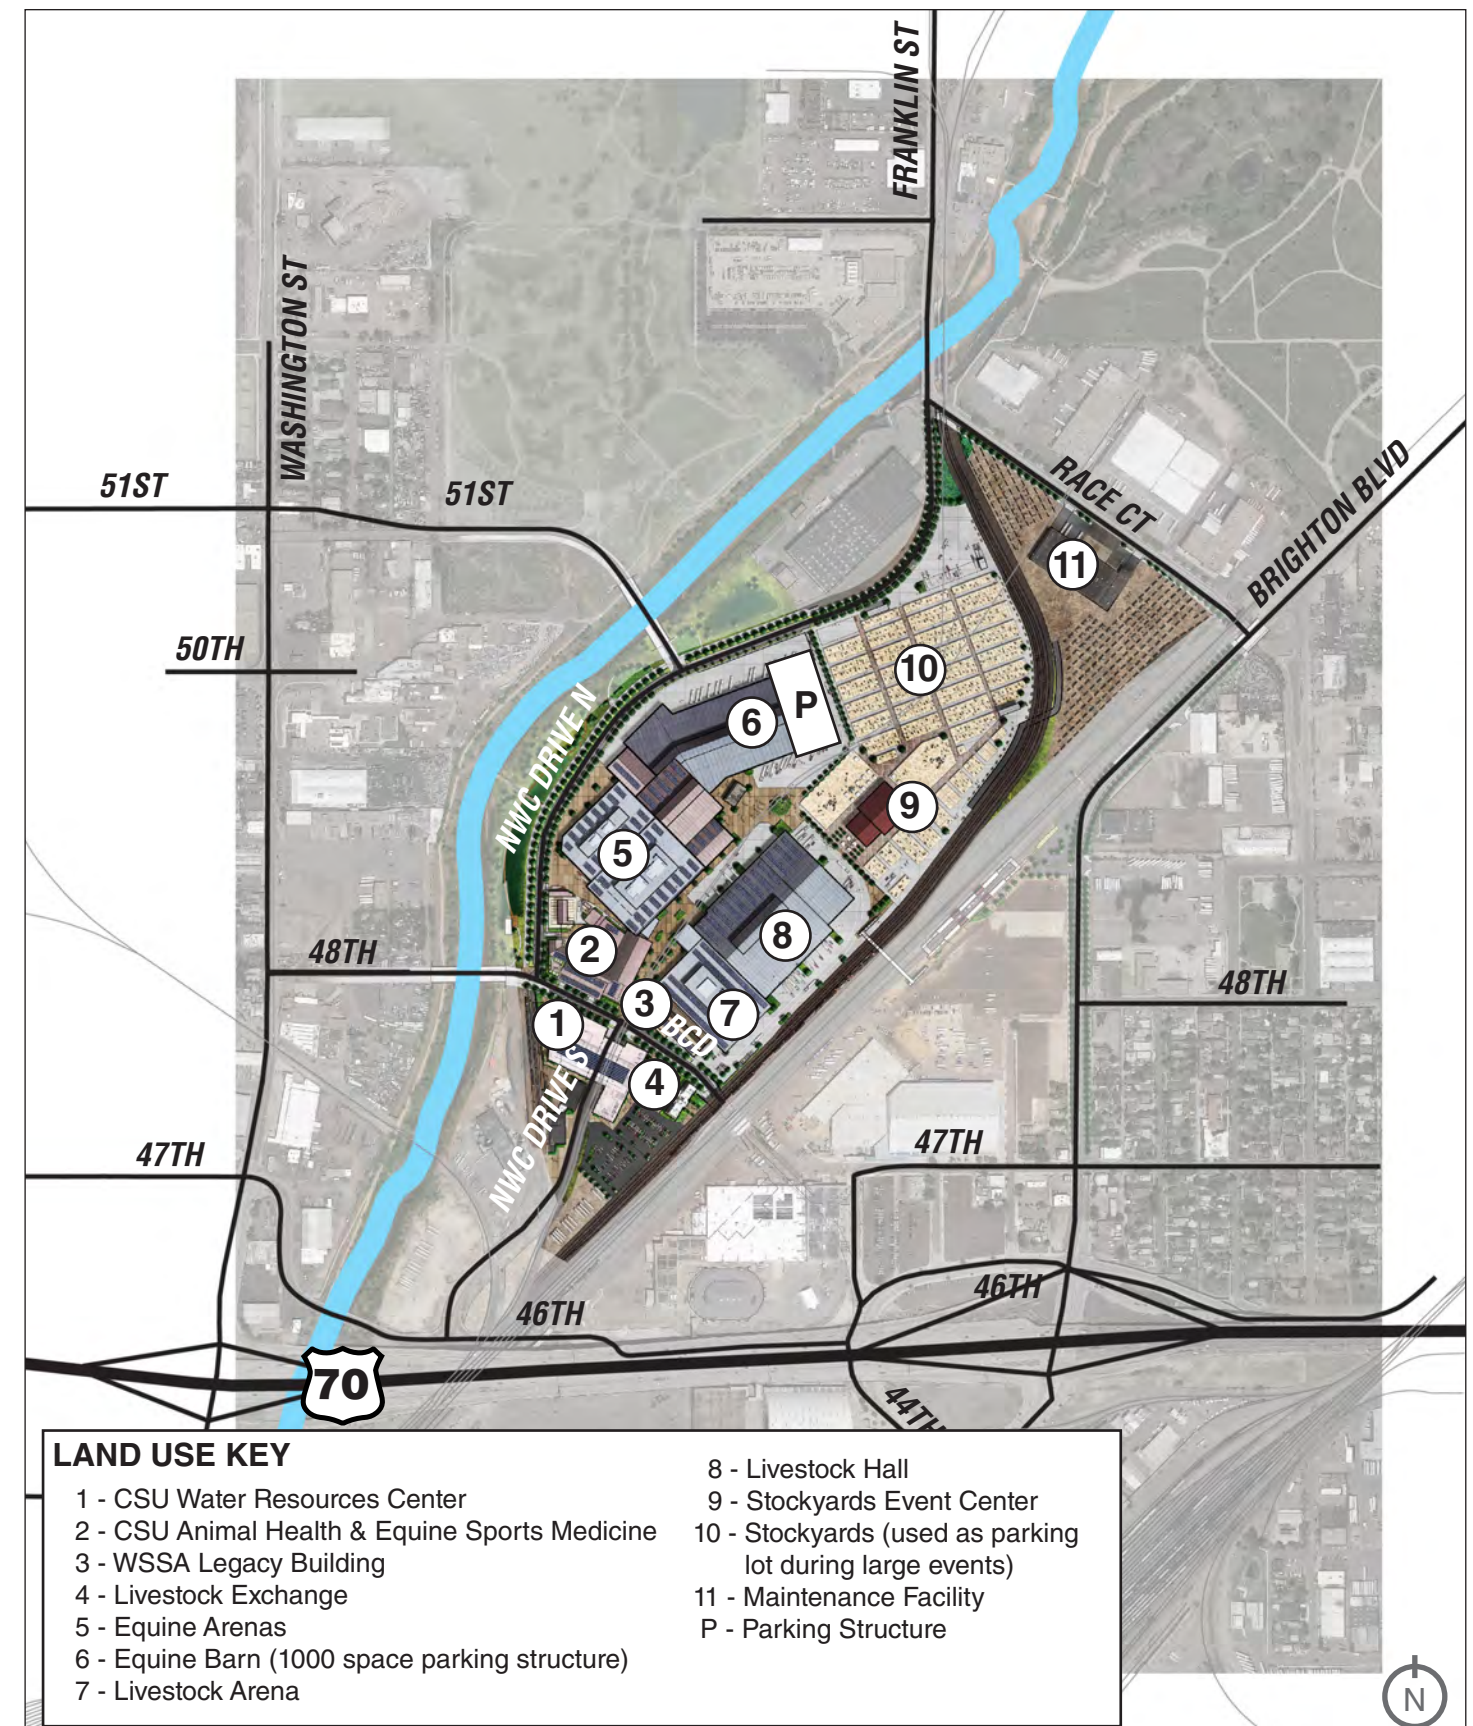 FRANKLIN ST
WASHINGTON ST
51ST
51ST
RACE CT
BRIGHTON BLVD
11
50TH
10
P
6
NWC DRIVE N
9
5
8
2
48TH
48TH
3
7
1
BCD
4
NWC DRIVE S
47TH
47TH
46TH
46TH
70
44TH
LAND USE KEY
1 - CSU Water Resources Center
2 - CSU Animal Health & Equine Sports Medicine
3 - WSSA Legacy Building
4 - Livestock Exchange
5 - Equine Arenas
6 - Equine Barn (1000 space parking structure)
7 - Livestock Arena
8 - Livestock Hall
9 - Stockyards Event Center
10 - Stockyards (used as parking
lot during large events)
11 - Maintenance Facility
P - Parking Structure
N